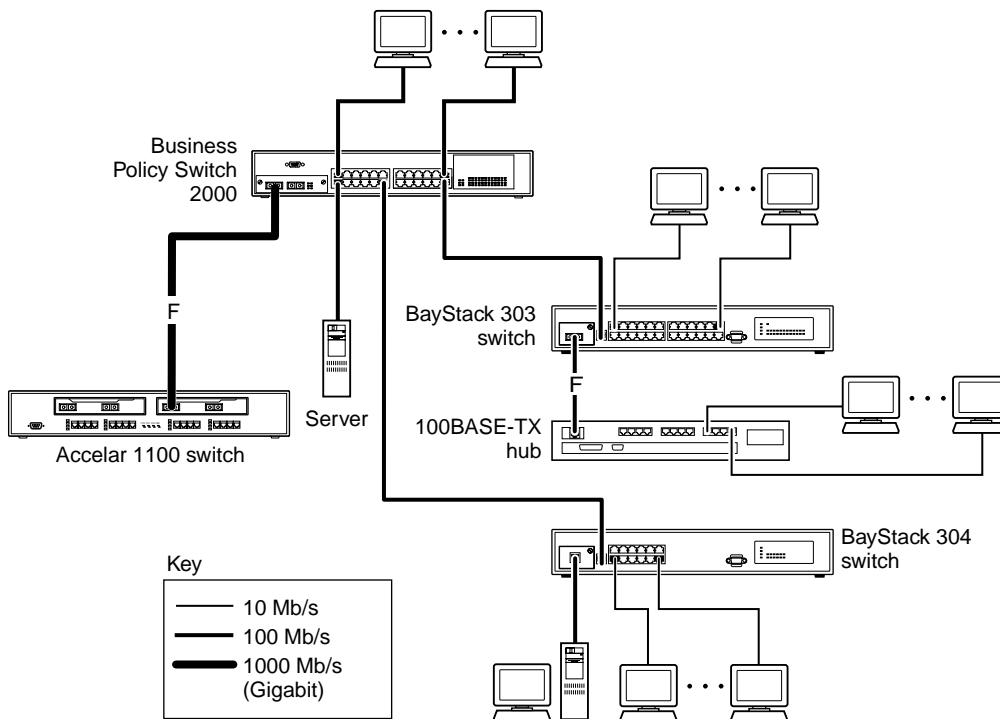 Business
Policy Switch
2000
F
BayStack 303
switch
F
Server
100BASE-TX
hub
Accelar 1100 switch
BayStack 304
switch
Key
10 Mb/s
100 Mb/s
1000 Mb/s
(Gigabit)